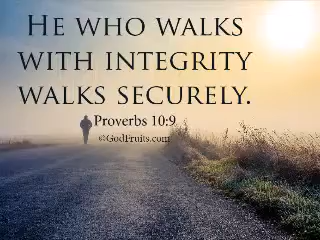 HE WHO WALKS
WITH INTEGRITY
WALKS SECURELY.
Proverbs 10:9
©GodFruits.com